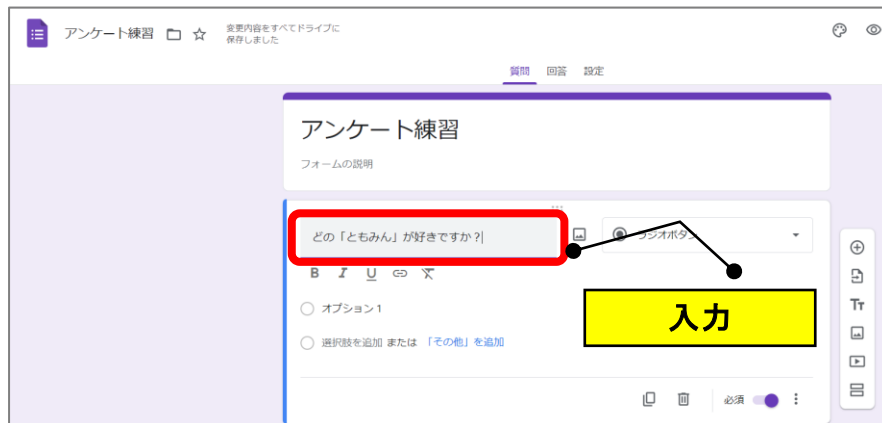 アンケート練習
変更内容をすべてドライブに
保存しました
質問 回答 設定
アンケート練習
フォームの説明
どの「ともみん」が好きですか?
ラジオボタン
B I U
オプション 1
選択肢を追加 または 「その他」を追加
入力
必須
Tт